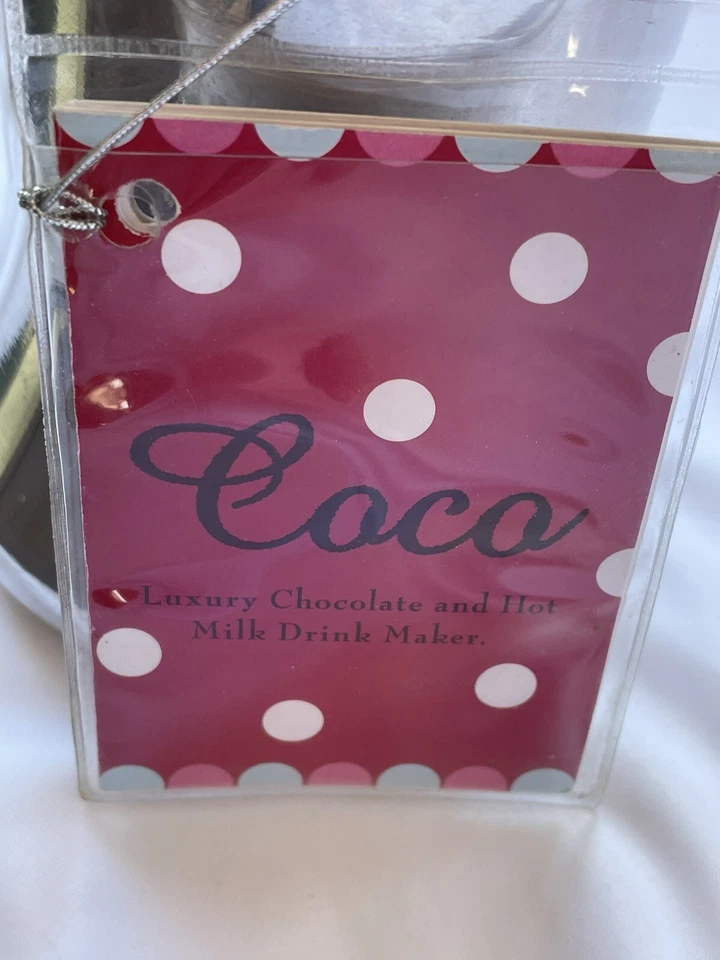 Coco
Luxury Chocolate and Hot
Milk Drink Maker.